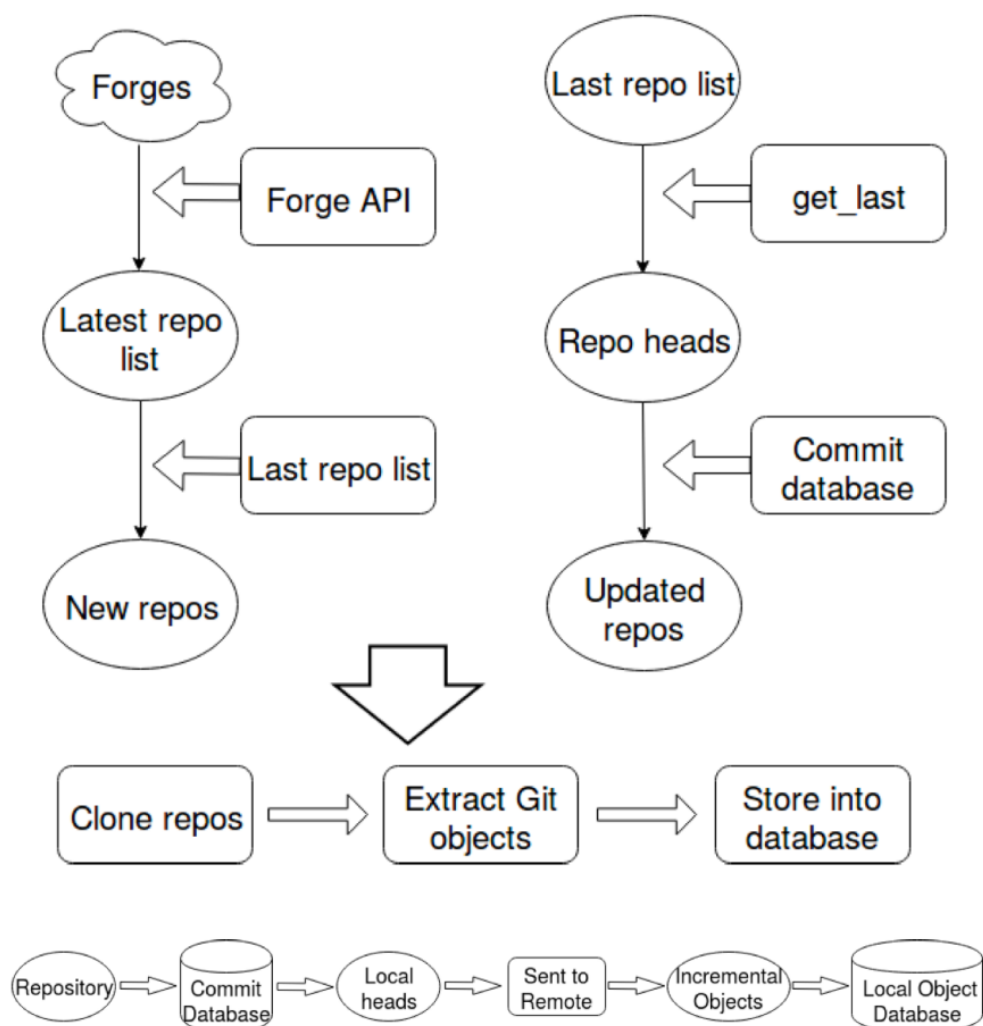 Forges
Forge API
Latest repo
list
Last repo list
New repos
Last repo list
get_last
Repo heads
Commit
database
Updated
repos
Clone repos
Extract Git
objects
Store into
database
Repository
Commit
Database
Local
heads
Sent to
Remote
Incremental
Objects
Local Object
Database